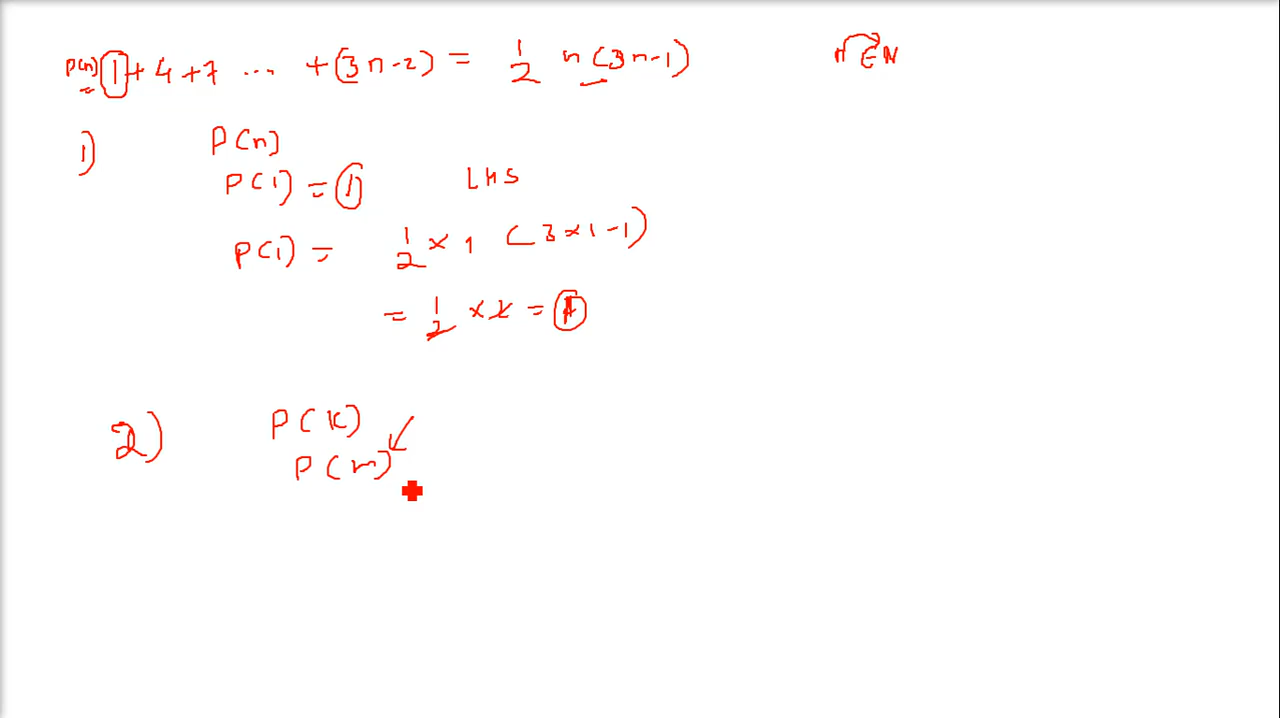 P(n) 1 + 4 + 7 ... + (3n-2) = 1/2 n(3n-1) n ∈ N
1) P(n)
P(1) = 1 LHS
P(1) = 1/2 × 1 (3×1-1)
= 1/2 × 2 = 1
2) P(k)
P(m)